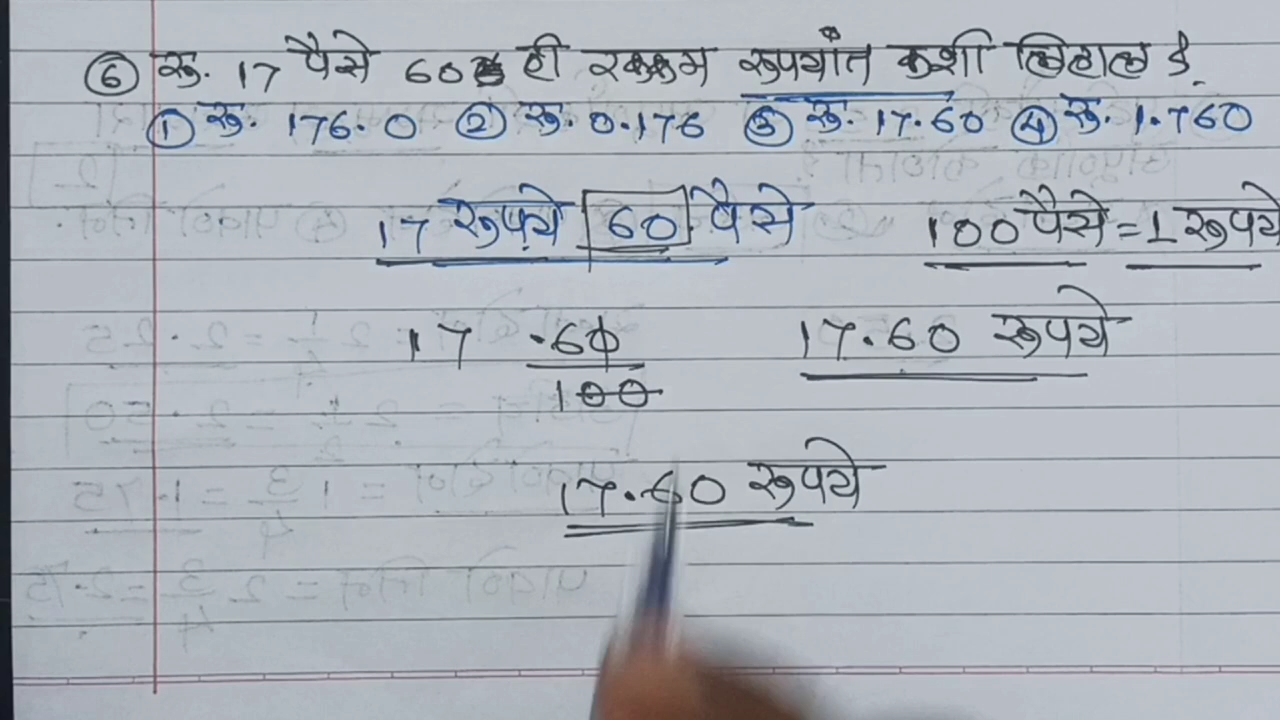 ⑥ रू. 17 पैसे 60 ही रक्कम रूपयांत कशी लिहाल ?
① रू. 176.0 ② रू. 0.176 ③ रू. 17.60 ④ रू. 1.760
17 रूपये 60 पैसे 100 पैसे = 1 रूपये
17 .60/100 17.60 रूपये
17.60 रूपये